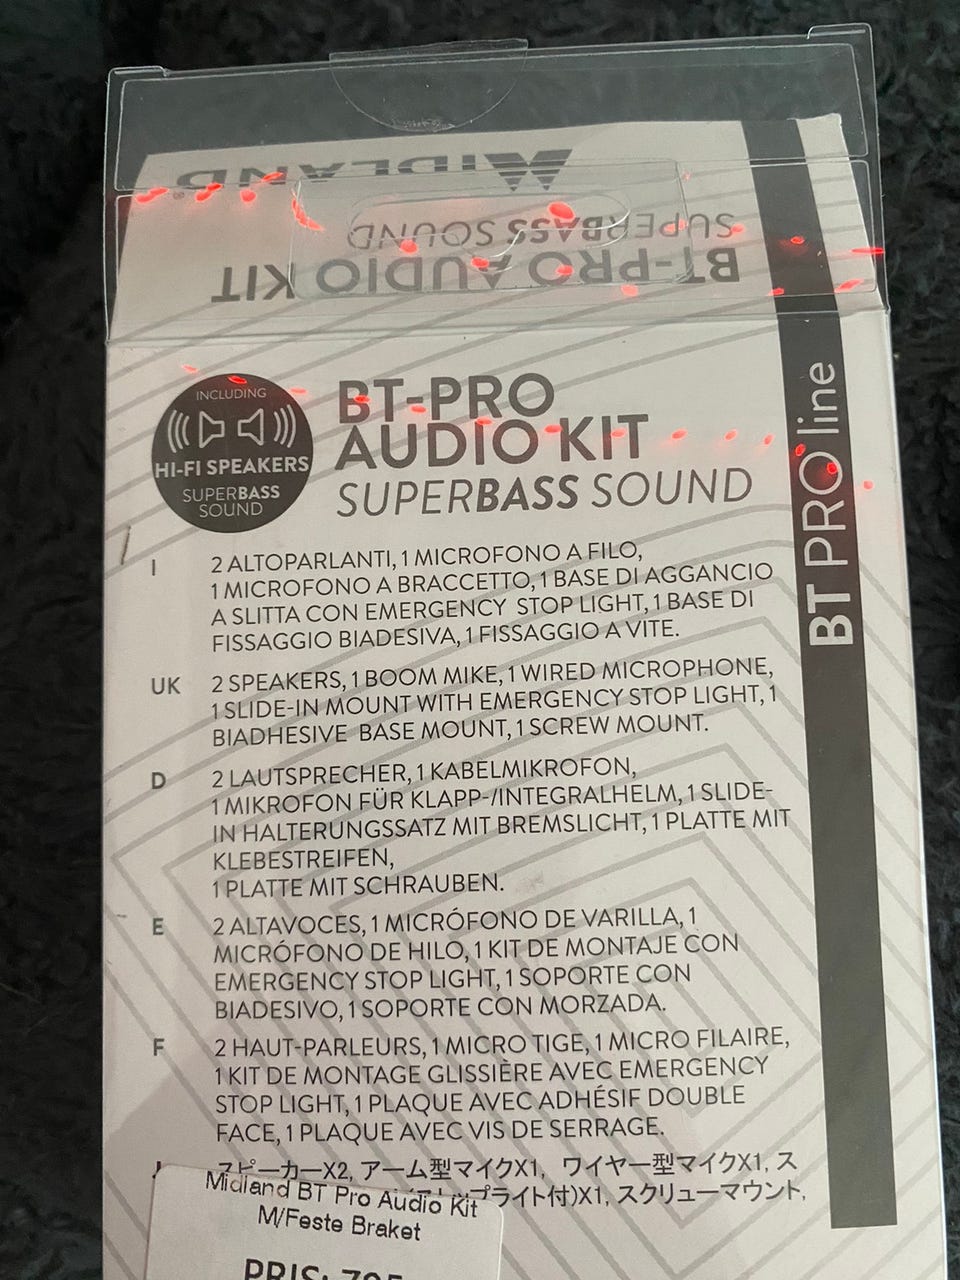 MIDLAND®
SUPERBASS SOUND
BT-PRO AUDIO KIT
INCLUDING
HI-FI SPEAKERS
SUPERBASS
SOUND
BT-PRO
AUDIO KIT
SUPERBASS SOUND
BT PRO line
I 2 ALTOPARLANTI, 1 MICROFONO A FILO,
1 MICROFONO A BRACCETTO, 1 BASE DI AGGANCIO
A SLITTA CON EMERGENCY STOP LIGHT, 1 BASE DI
FISSAGGIO BIADESIVA, 1 FISSAGGIO A VITE.
UK 2 SPEAKERS, 1 BOOM MIKE, 1 WIRED MICROPHONE,
1 SLIDE-IN MOUNT WITH EMERGENCY STOP LIGHT, 1
BIADHESIVE BASE MOUNT, 1 SCREW MOUNT.
D 2 LAUTSPRECHER, 1 KABELMIKROFON,
1 MIKROFON FÜR KLAPP-/INTEGRALHELM, 1 SLIDE-
IN HALTERUNGSSATZ MIT BREMSLICHT, 1 PLATTE MIT
KLEBESTREIFEN,
1 PLATTE MIT SCHRAUBEN.
E 2 ALTAVOCES, 1 MICRÓFONO DE VARILLA, 1
MICRÓFONO DE HILO, 1 KIT DE MONTAJE CON
EMERGENCY STOP LIGHT, 1 SOPORTE CON
BIADESIVO, 1 SOPORTE CON MORZADA.
F 2 HAUT-PARLEURS, 1 MICRO TIGE, 1 MICRO FILAIRE,
1 KIT DE MONTAGE GLISSIÈRE AVEC EMERGENCY
STOP LIGHT, 1 PLAQUE AVEC ADHÉSIF DOUBLE
FACE, 1 PLAQUE AVEC VIS DE SERRAGE.
スピーカーX2, アーム型マイクX1, ワイヤー型マイクX1, ス
プライト付)X1, スクリューマウント,
Midland BT Pro Audio Kit
M/Feste Braket
PRIS: